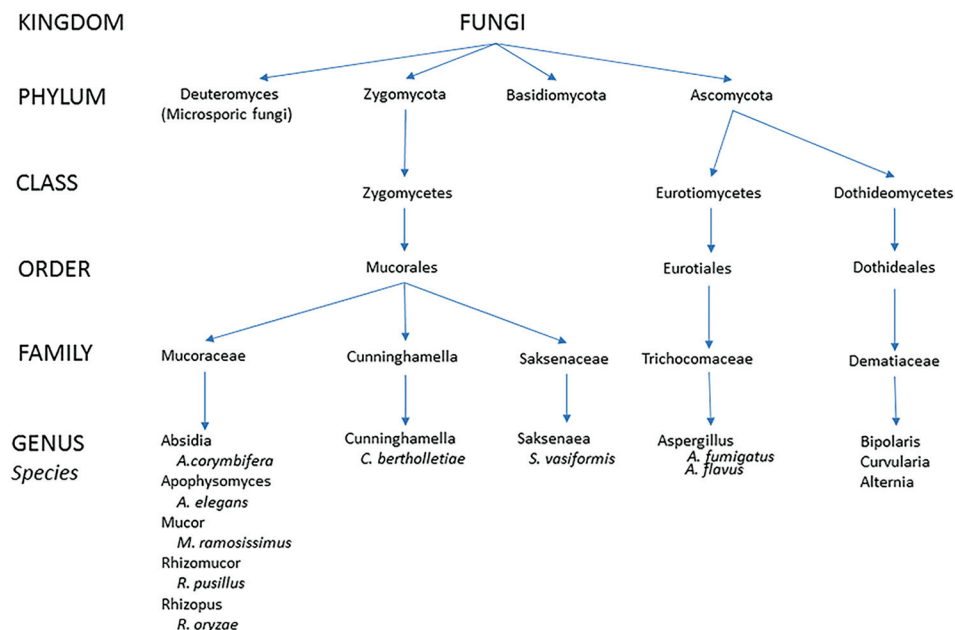 KINGDOM FUNGI
PHYLUM Deuteromyces Zygomycota Basidiomycota Ascomycota
(Microsporic fungi)
CLASS Zygomycetes Eurotiomycetes Dothideomycetes
ORDER Mucorales Eurotiales Dothideales
FAMILY Mucoraceae Cunninghamella Saksenaceae Trichocomaceae Dematiaceae
GENUS Absidia Cunninghamella Saksenaea Aspergillus Bipolaris
Species A.corymbifera C. bertholletiae S. vasiformis A. fumigatus Curvularia
A. flavus
Apophysomyces Alternia
A. elegans
Mucor
M. ramosissimus
Rhizomucor
R. pusillus
Rhizopus
R. oryzae